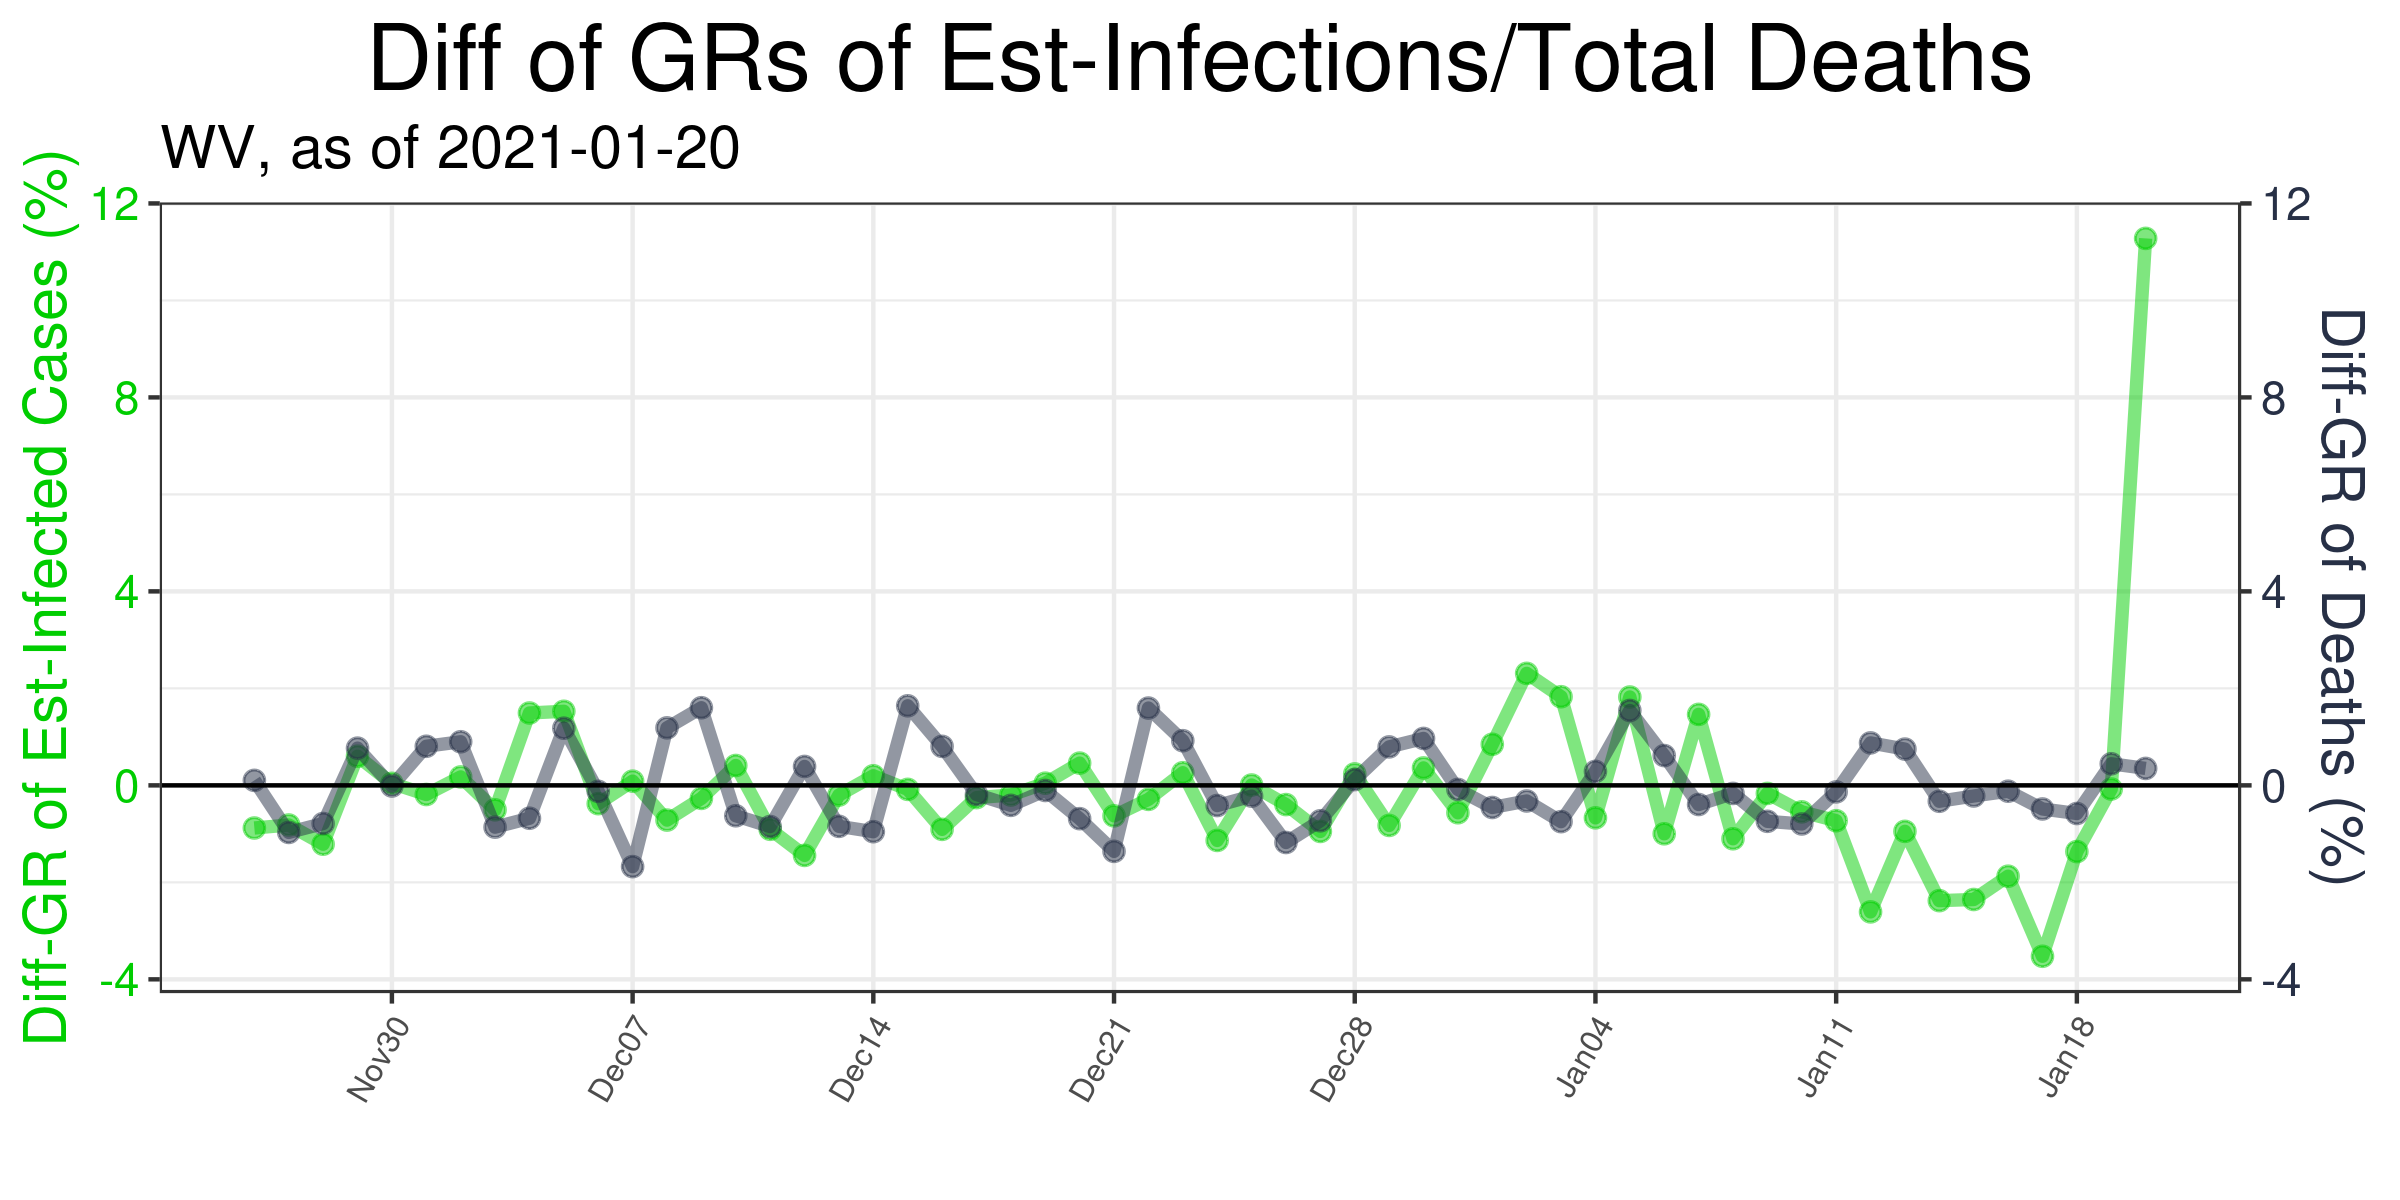 Diff of GRs of Est-Infections/Total Deaths
WV, as of 2021-01-20
Diff-GR of Est-Infected Cases (%)
12
8
4
0
-4
12
8
4
0
-4
Diff-GR of Deaths (%)
Nov30
Dec07
Dec14
Dec21
Dec28
Jan04
Jan11
Jan18